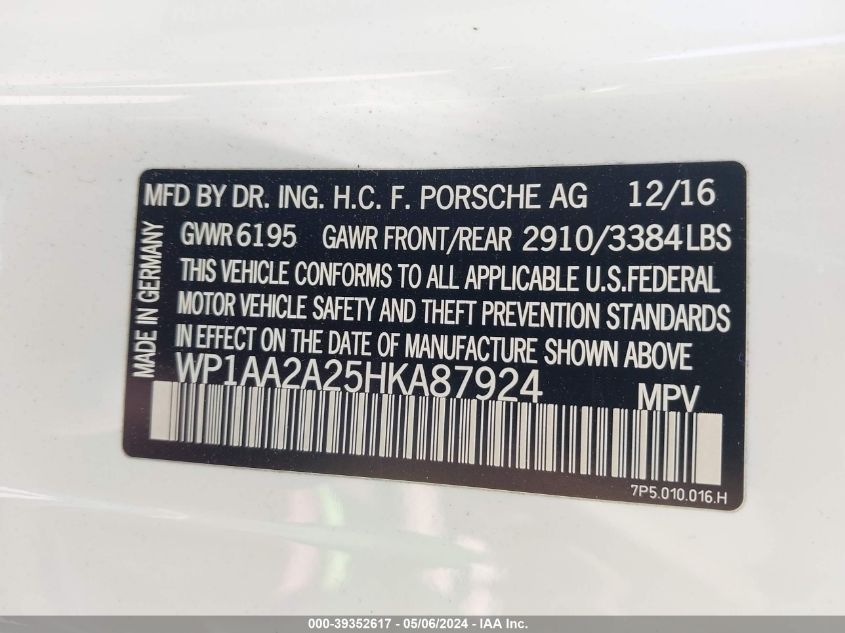 MFD BY DR. ING. H.C. F. PORSCHE AG 12/16
GVWR 6195 GAWR FRONT/REAR 2910/3384LBS
THIS VEHICLE CONFORMS TO ALL APPLICABLE U.S.FEDERAL
MOTOR VEHICLE SAFETY AND THEFT PREVENTION STANDARDS
IN EFFECT ON THE DATE OF MANUFACTURE SHOWN ABOVE
WP1AA2A25HKA87924 MPV
MADE IN GERMANY
7P5.010.016.H
000-39352617 - 05/06/2024 - IAA Inc.